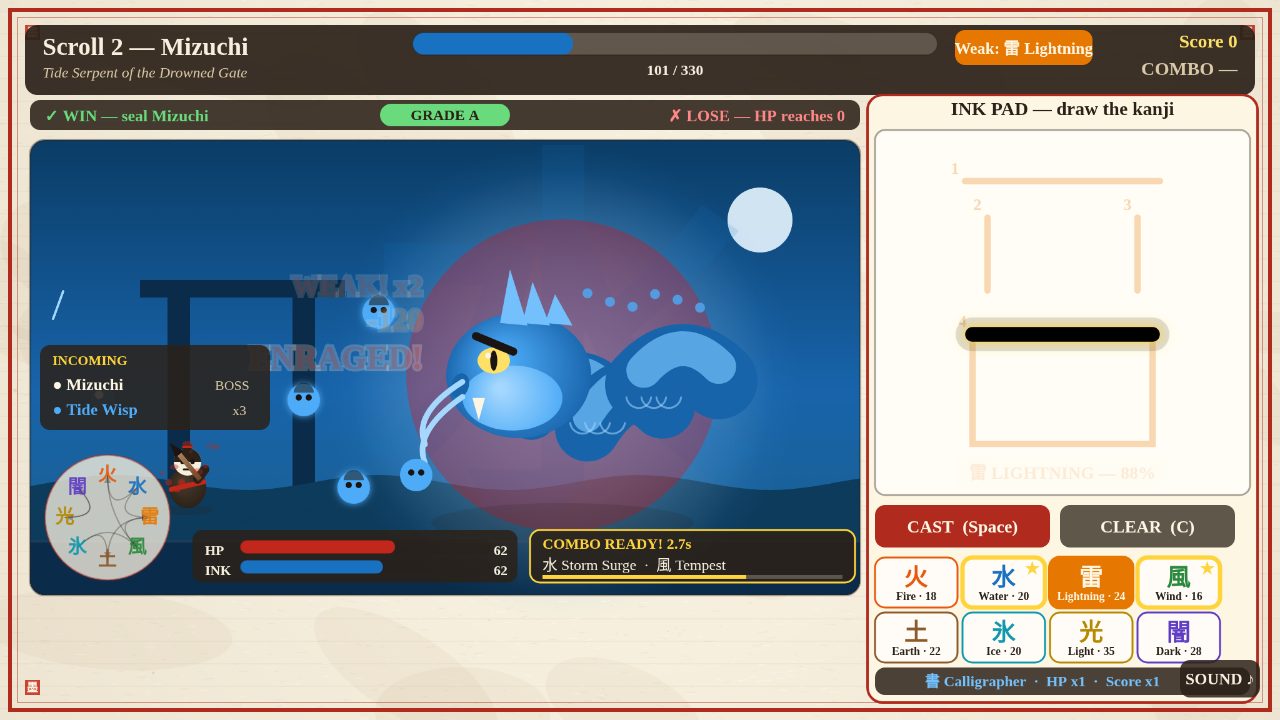 Scroll 2 — Mizuchi
Tide Serpent of the Drowned Gate
101 / 330
Weak: 雷 Lightning
Score 0
COMBO —
✓ WIN — seal Mizuchi
GRADE A
✗ LOSE — HP reaches 0
INK PAD — draw the kanji
1
2
3
4
雷 LIGHTNING — 88%
WEAK! x2
120
ENRAGED!
INCOMING
● Mizuchi BOSS
● Tide Wisp x3
火
水
雷
風
土
氷
光
闇
HP 62
INK 62
COMBO READY! 2.7s
水 Storm Surge · 風 Tempest
CAST (Space)
CLEAR (C)
火 水 雷 風
Fire · 18 Water · 20 Lightning · 24 Wind · 16
土 氷 光 闇
Earth · 22 Ice · 20 Light · 35 Dark · 28
書 Calligrapher · HP x1 · Score x1
SOUND ♪
墨